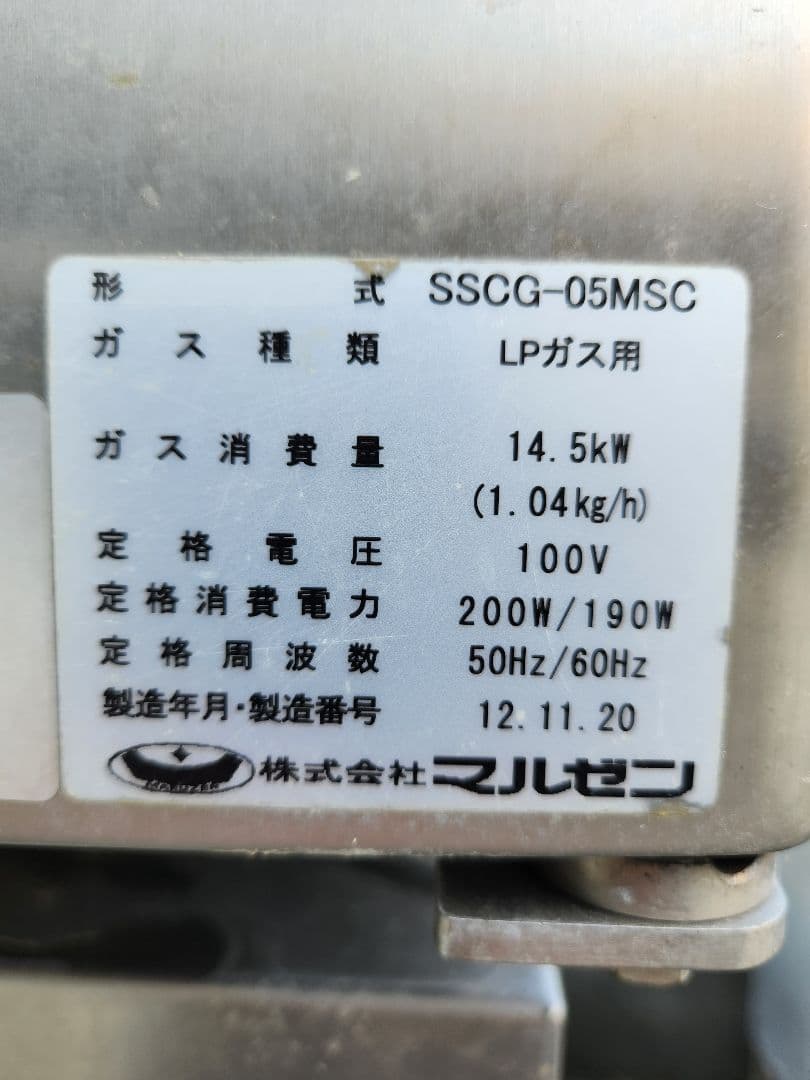 形式 SSCG-05MSC
ガス種類 LPガス用
ガス消費量 14.5kW
(1.04kg/h)
定格電圧 100V
定格消費電力 200W/190W
定格周波数 50Hz/60Hz
製造年月・製造番号 12.11.20
MARUZEN 株式会社マルゼン